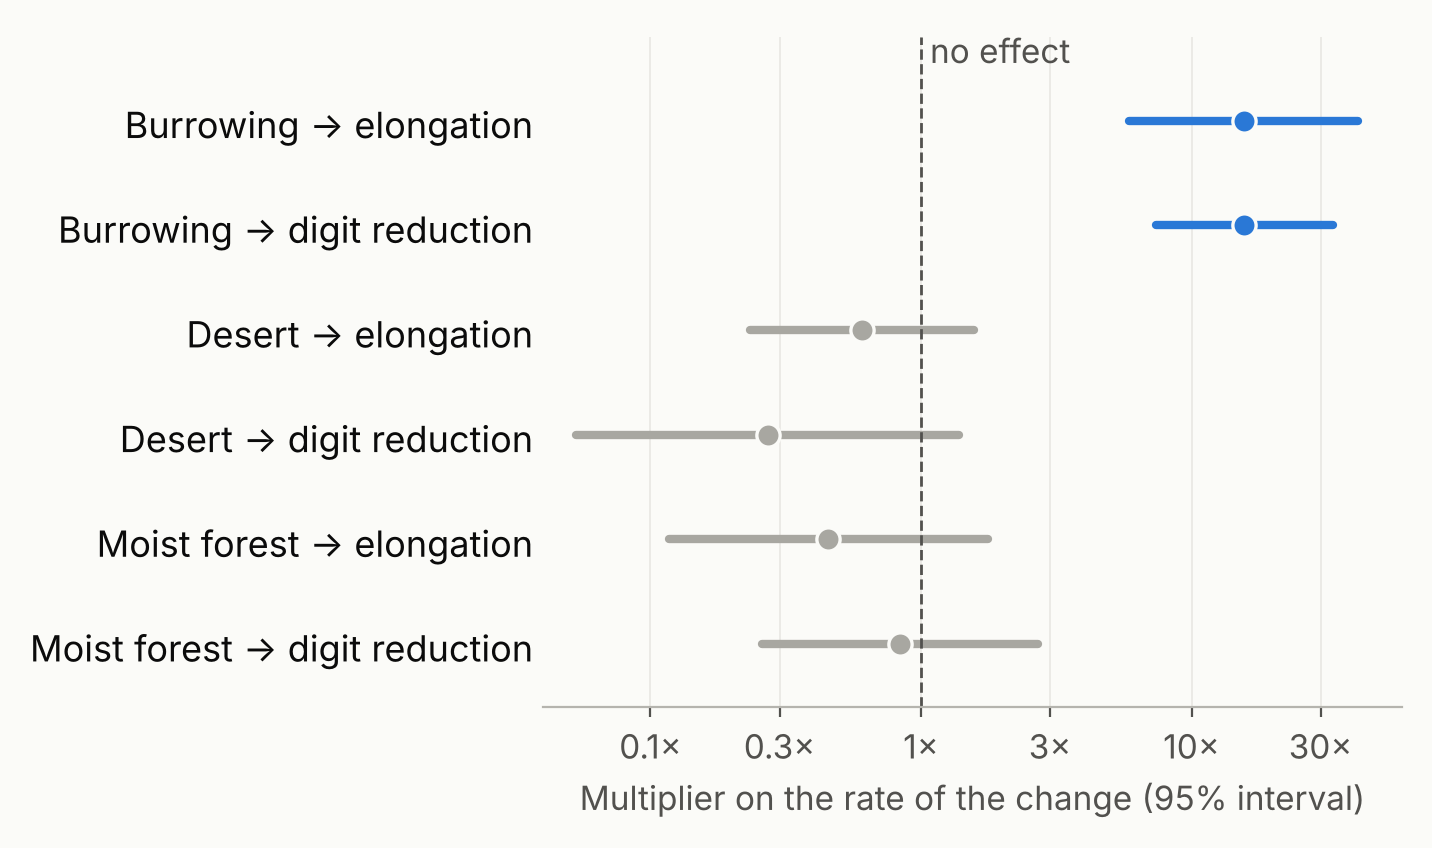 no effect
Burrowing → elongation
Burrowing → digit reduction
Desert → elongation
Desert → digit reduction
Moist forest → elongation
Moist forest → digit reduction
0.1× 0.3× 1× 3× 10× 30×
Multiplier on the rate of the change (95% interval)